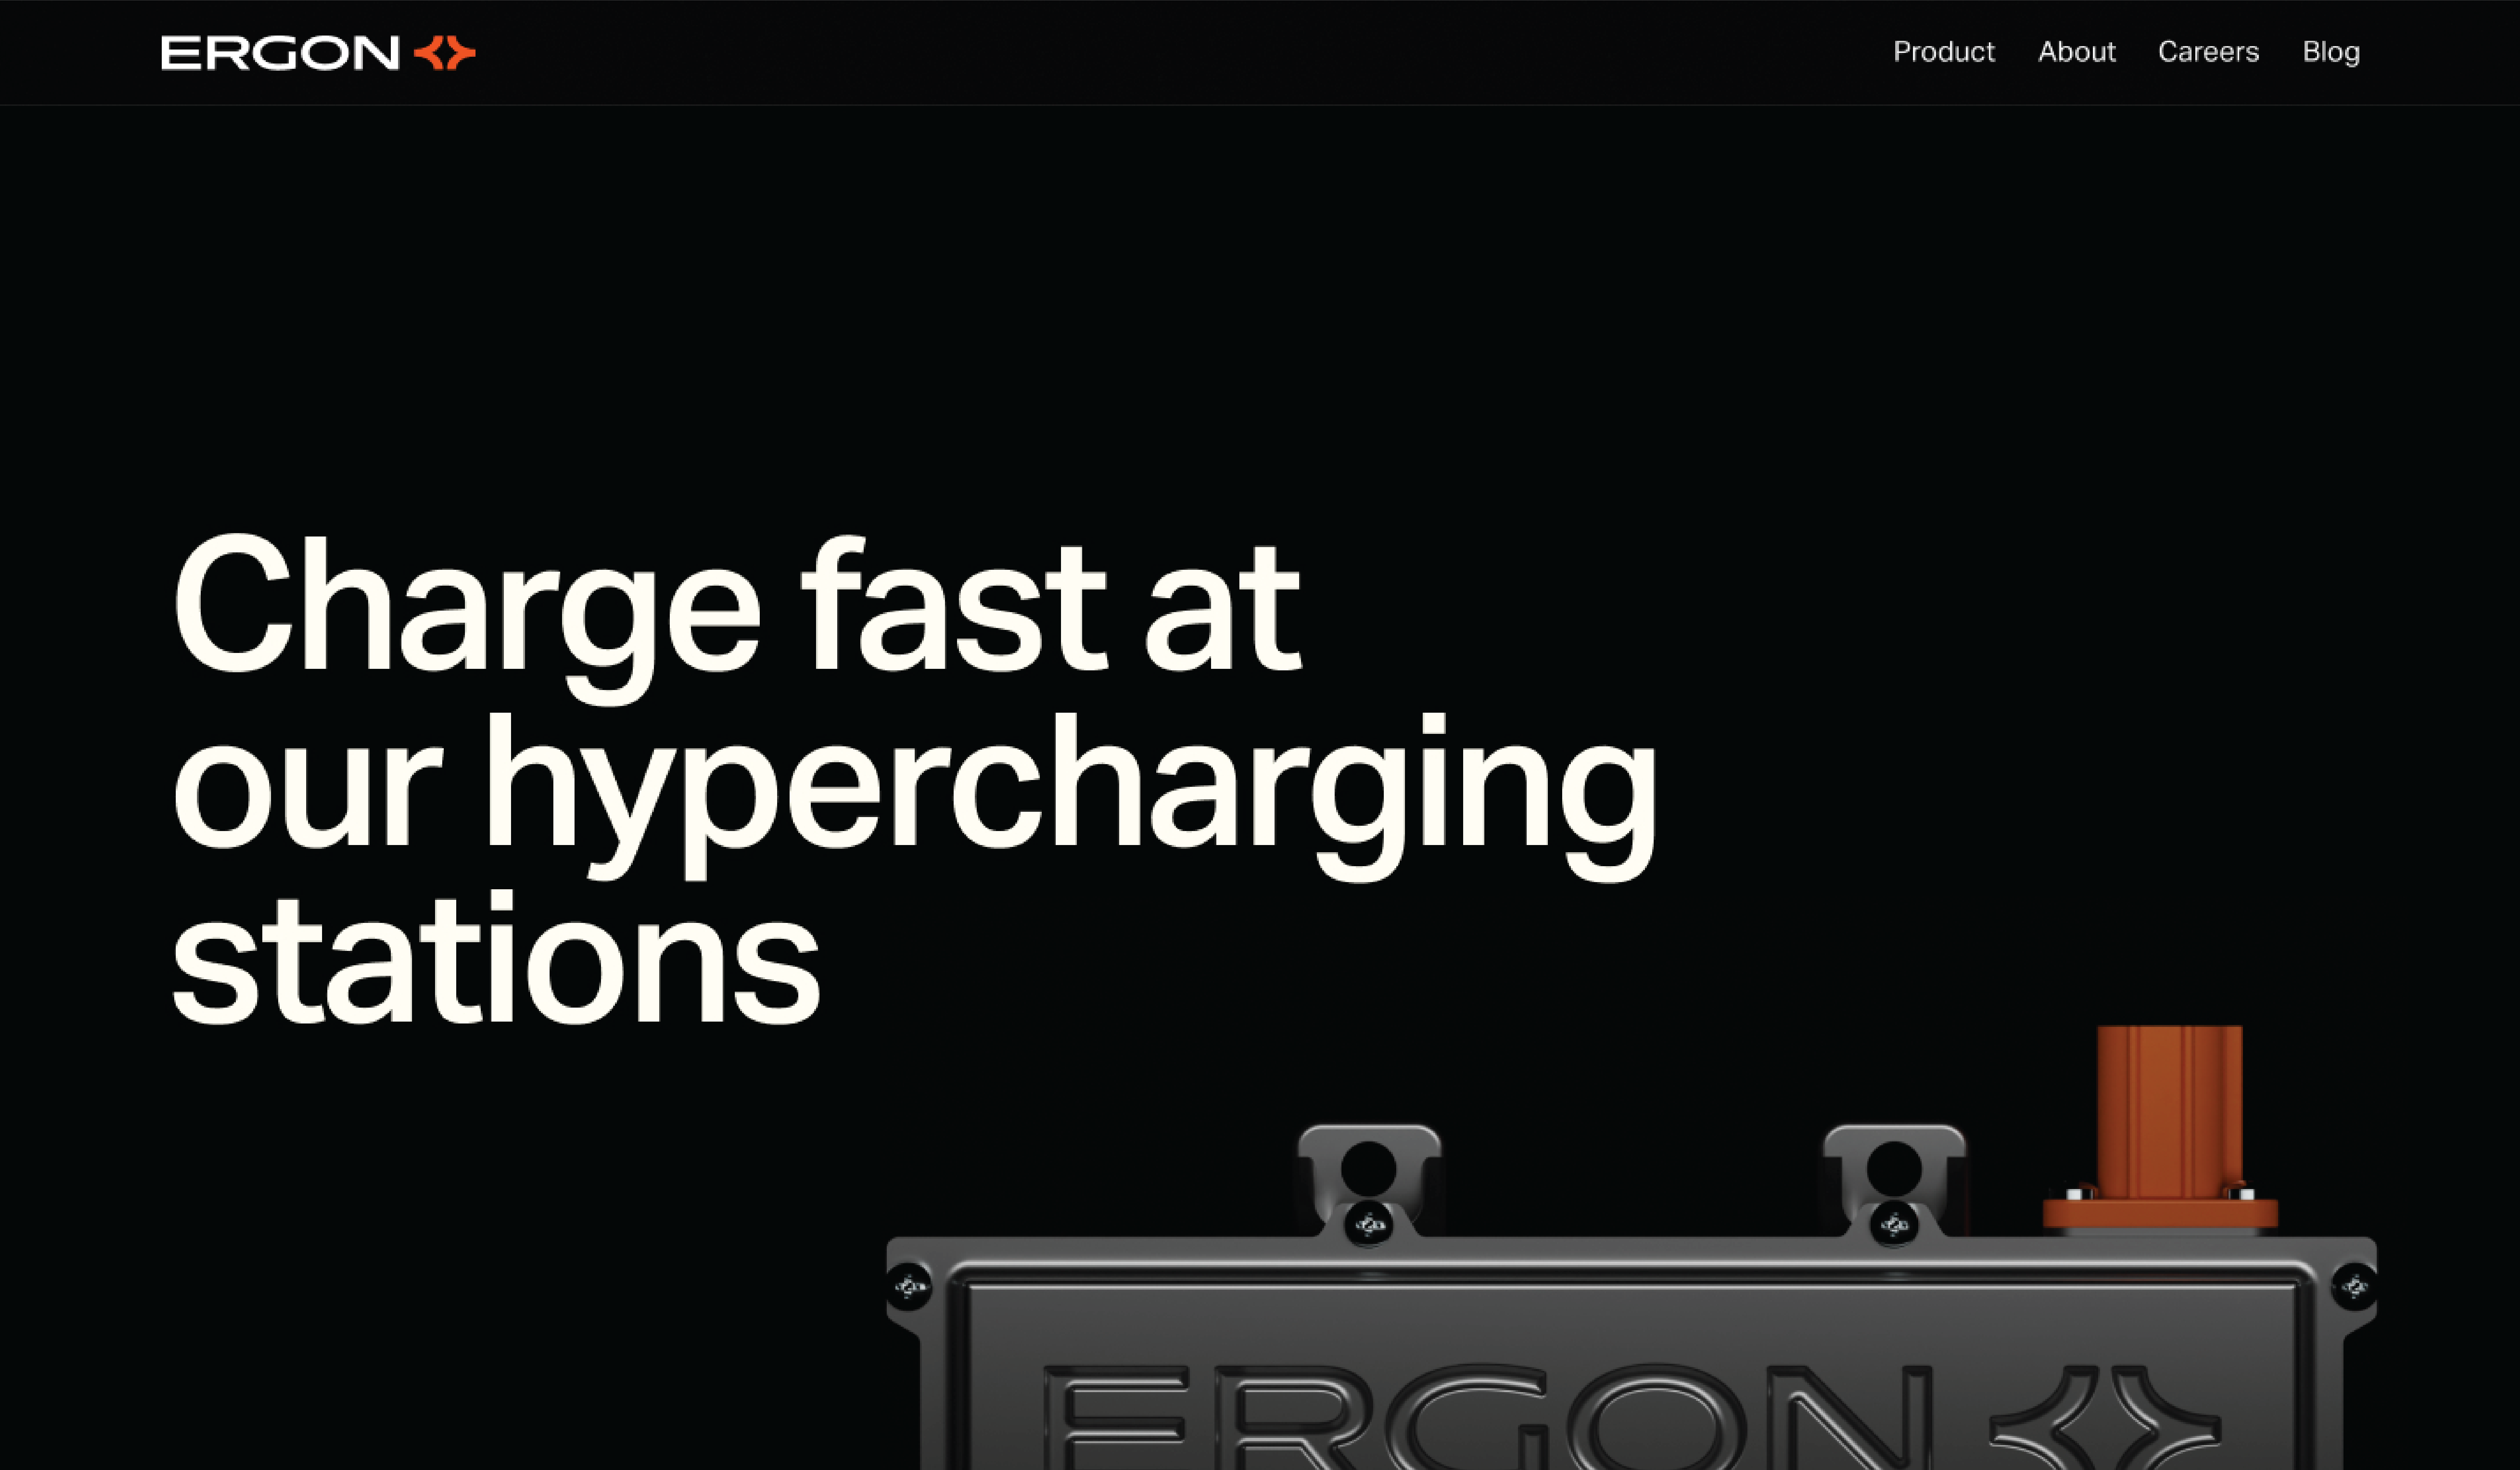 ERGON
Product About Careers Blog
Charge fast at
our hypercharging
stations
ERGON